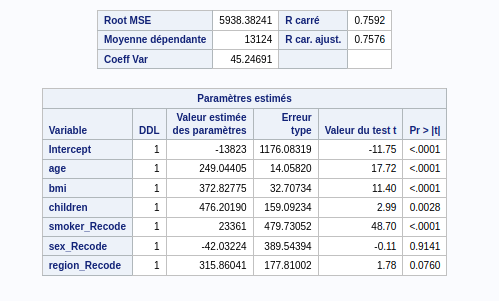 Root MSE 5938.38241 R carré 0.7592
Moyenne dépendante 13124 R car. ajust. 0.7576
Coeff Var 45.24691
Paramètres estimés
Variable DDL Valeur estimée des paramètres Erreur type Valeur du test t Pr > |t|
Intercept 1 -13823 1176.08319 -11.75 <.0001
age 1 249.04405 14.05820 17.72 <.0001
bmi 1 372.82775 32.70734 11.40 <.0001
children 1 476.20190 159.09234 2.99 0.0028
smoker_Recode 1 23361 479.73052 48.70 <.0001
sex_Recode 1 -42.03224 389.54394 -0.11 0.9141
region_Recode 1 315.86041 177.81002 1.78 0.0760